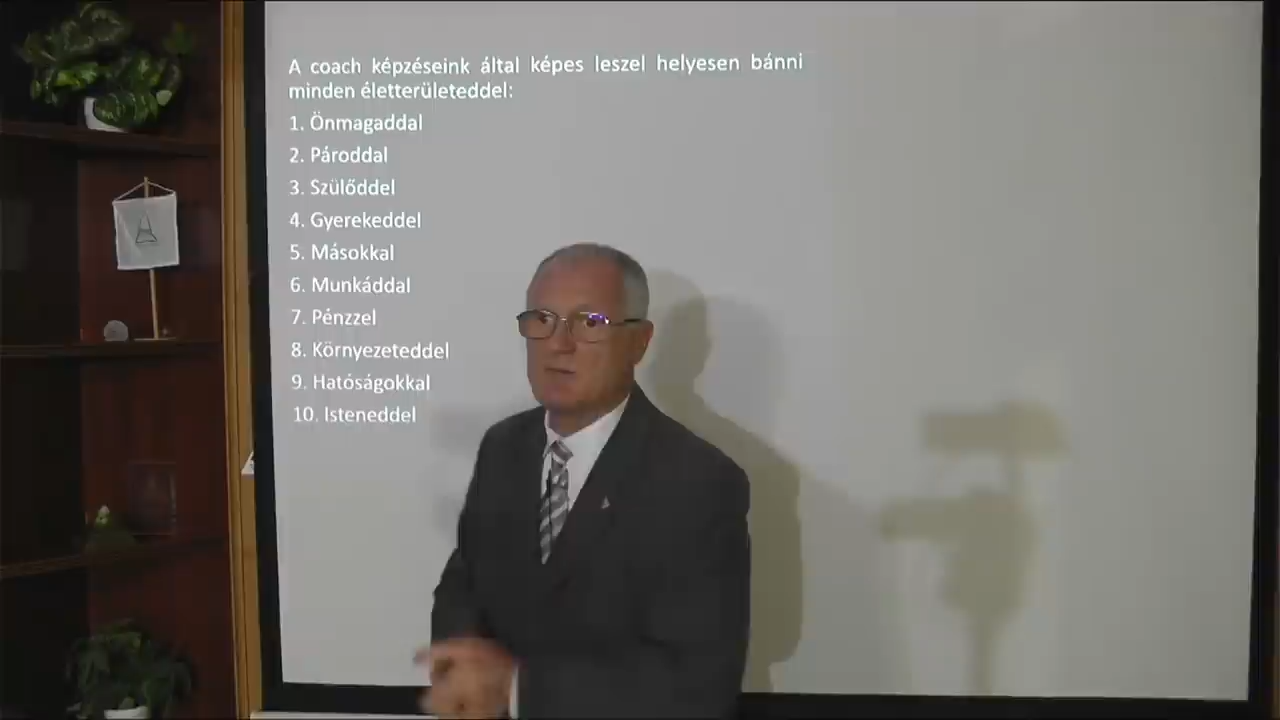 A coach képzéseink által képes leszel helyesen bánni
minden életterületeddel:
1. Önmagaddal
2. Pároddal
3. Szülőddel
4. Gyerekeddel
5. Másokkal
6. Munkáddal
7. Pénzzel
8. Környezeteddel
9. Hatóságokkal
10. Isteneddel